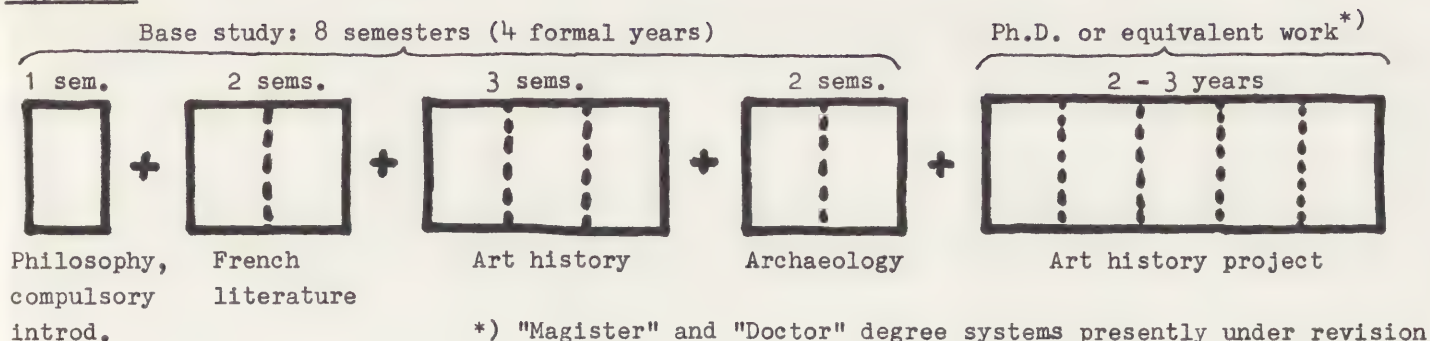 Base study: 8 semesters (4 formal years) Ph.D. or equivalent work*)
1 sem. 2 sems. 3 sems. 2 sems. 2 - 3 years
+ + + +
Philosophy, French Art history Archaeology Art history project
compulsory literature
introd. *) "Magister" and "Doctor" degree systems presently under revision